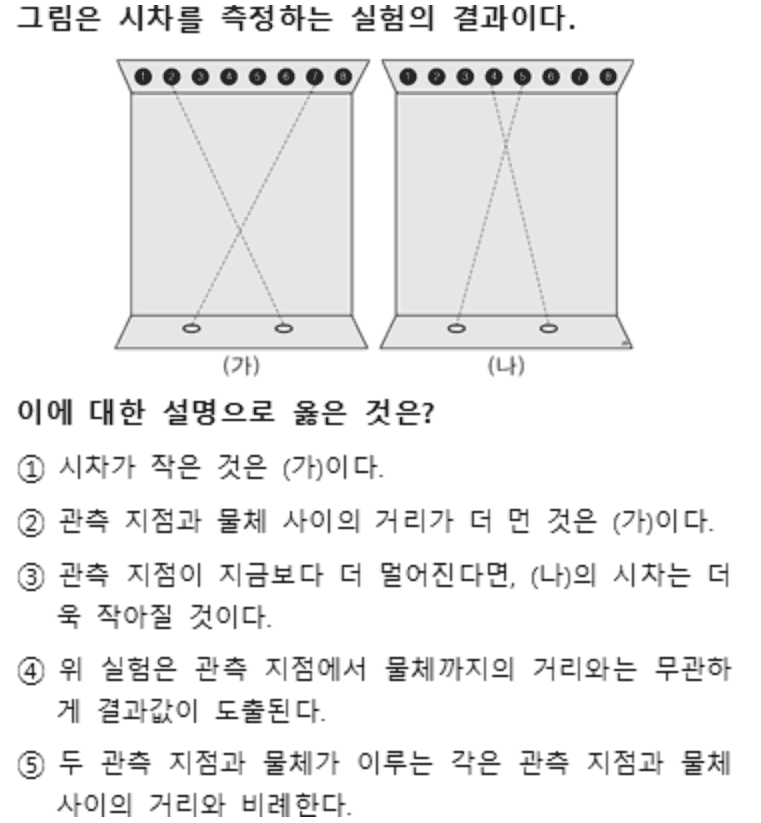 그림은 시차를 측정하는 실험의 결과이다.
1 2 3 4 5 6 7 8 1 2 3 4 5 6 7 8
(가) (나)
이에 대한 설명으로 옳은 것은?
① 시차가 작은 것은 (가)이다.
② 관측 지점과 물체 사이의 거리가 더 먼 것은 (가)이다.
③ 관측 지점이 지금보다 더 멀어진다면, (나)의 시차는 더
욱 작아질 것이다.
④ 위 실험은 관측 지점에서 물체까지의 거리와는 무관하
게 결과값이 도출된다.
⑤ 두 관측 지점과 물체가 이루는 각은 관측 지점과 물체
사이의 거리와 비례한다.